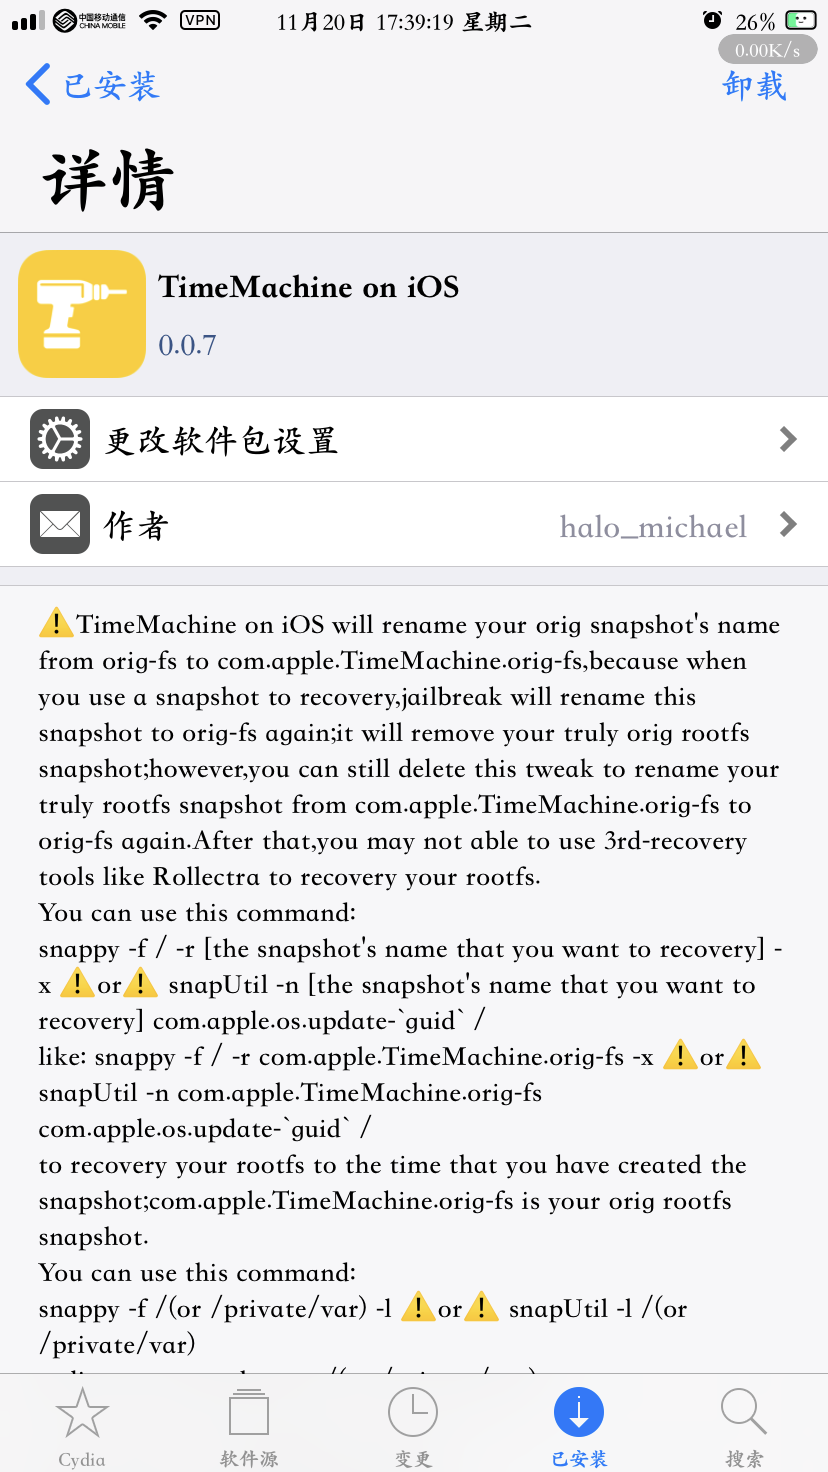 中国移动通信
CHINA MOBILE
VPN
11月20日 17:39:19 星期二
26%
0.00K/s
已安装
卸载
详情
TimeMachine on iOS
0.0.7
更改软件包设置
作者
halo_michael
⚠️TimeMachine on iOS will rename your orig snapshot's name
from orig-fs to com.apple.TimeMachine.orig-fs,because when
you use a snapshot to recovery,jailbreak will rename this
snapshot to orig-fs again;it will remove your truly orig rootfs
snapshot;however,you can still delete this tweak to rename your
truly rootfs snapshot from com.apple.TimeMachine.orig-fs to
orig-fs again.After that,you may not able to use 3rd-recovery
tools like Rollectra to recovery your rootfs.
You can use this command:
snappy -f / -r [the snapshot's name that you want to recovery] -
x ⚠️or⚠️ snapUtil -n [the snapshot's name that you want to
recovery] com.apple.os.update-`guid` /
like: snappy -f / -r com.apple.TimeMachine.orig-fs -x ⚠️or⚠️
snapUtil -n com.apple.TimeMachine.orig-fs
com.apple.os.update-`guid` /
to recovery your rootfs to the time that you have created the
snapshot;com.apple.TimeMachine.orig-fs is your orig rootfs
snapshot.
You can use this command:
snappy -f /(or /private/var) -l ⚠️or⚠️ snapUtil -l /(or
/private/var)
Cydia
软件源
变更
已安装
搜索